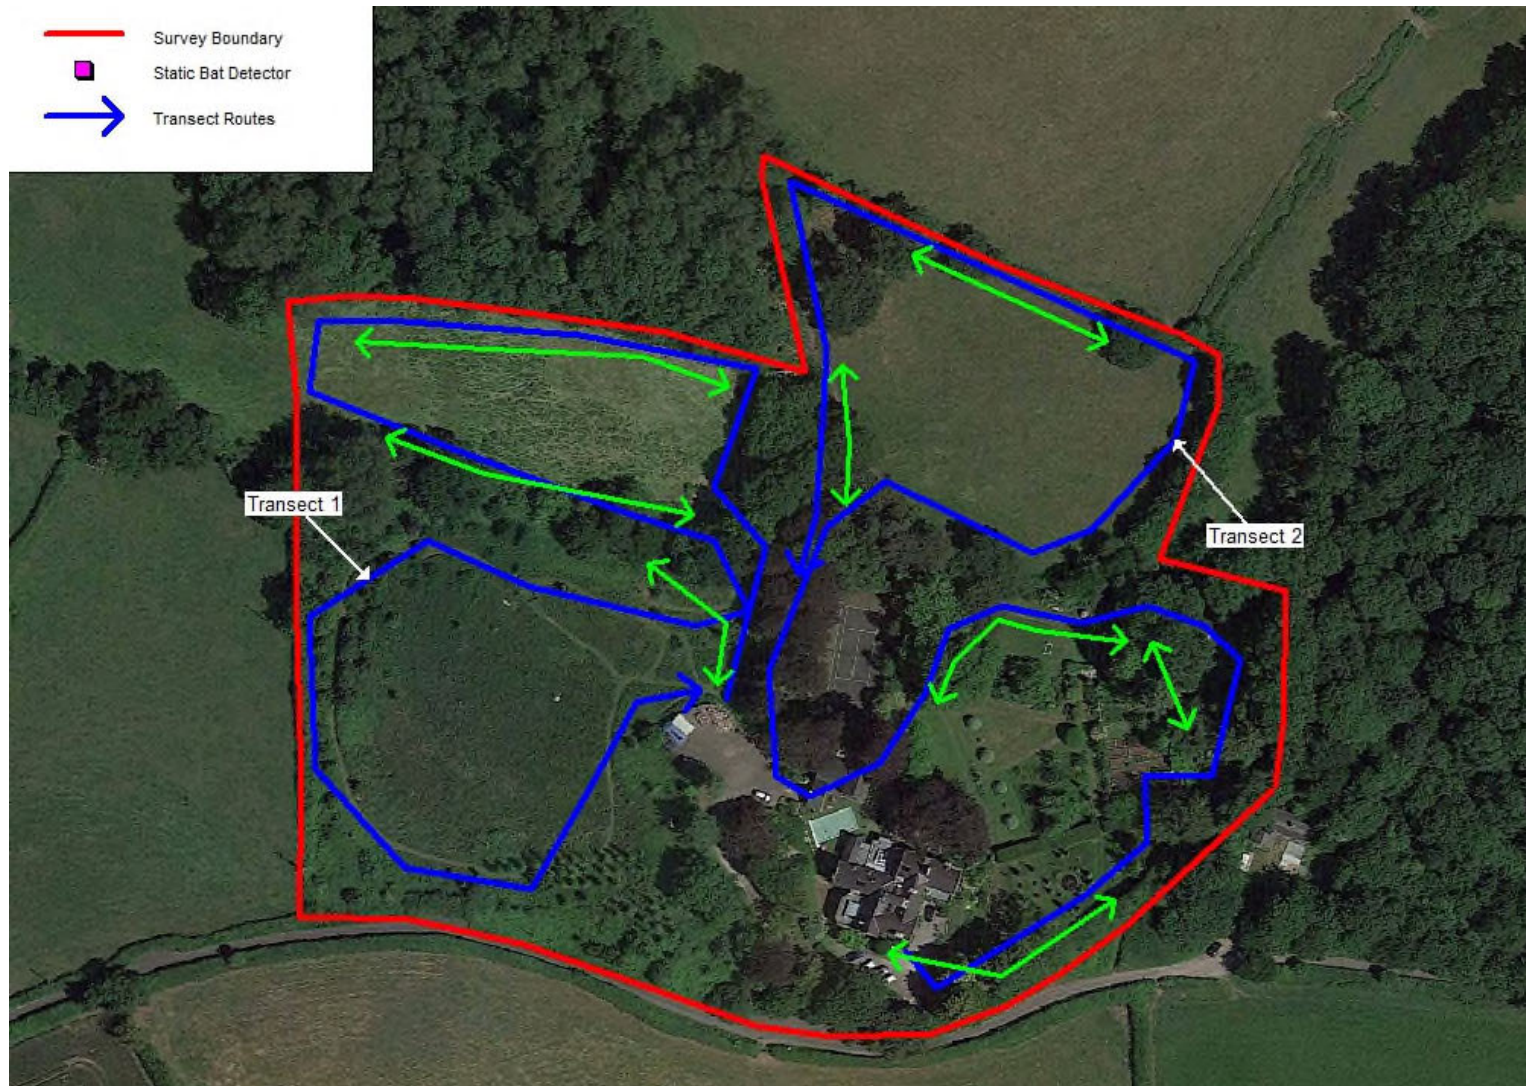 Survey Boundary
Static Bat Detector
Transect Routes
Transect 1
Transect 2